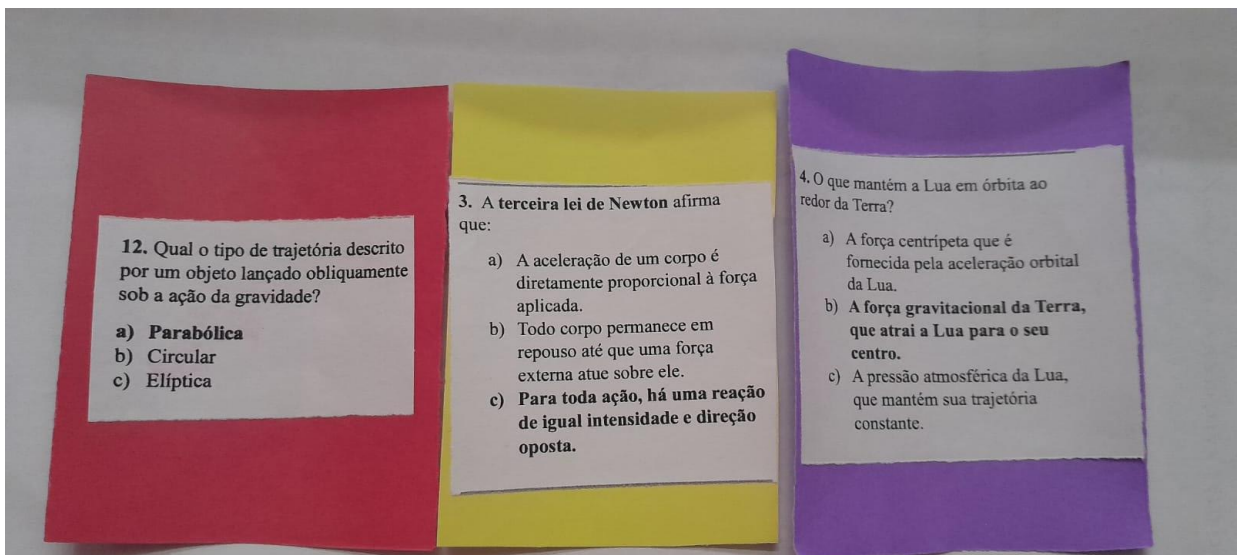 12. Qual o tipo de trajetória descrito
por um objeto lançado obliquamente
sob a ação da gravidade?
a) Parabólica
b) Circular
c) Elíptica
3. A terceira lei de Newton afirma
que:
a) A aceleração de um corpo é
diretamente proporcional à força
aplicada.
b) Todo corpo permanece em
repouso até que uma força
externa atue sobre ele.
c) Para toda ação, há uma reação
de igual intensidade e direção
oposta.
4. O que mantém a Lua em órbita ao
redor da Terra?
a) A força centrípeta que é
fornecida pela aceleração orbital
da Lua.
b) A força gravitacional da Terra,
que atrai a Lua para o seu
centro.
c) A pressão atmosférica da Lua,
que mantém sua trajetória
constante.